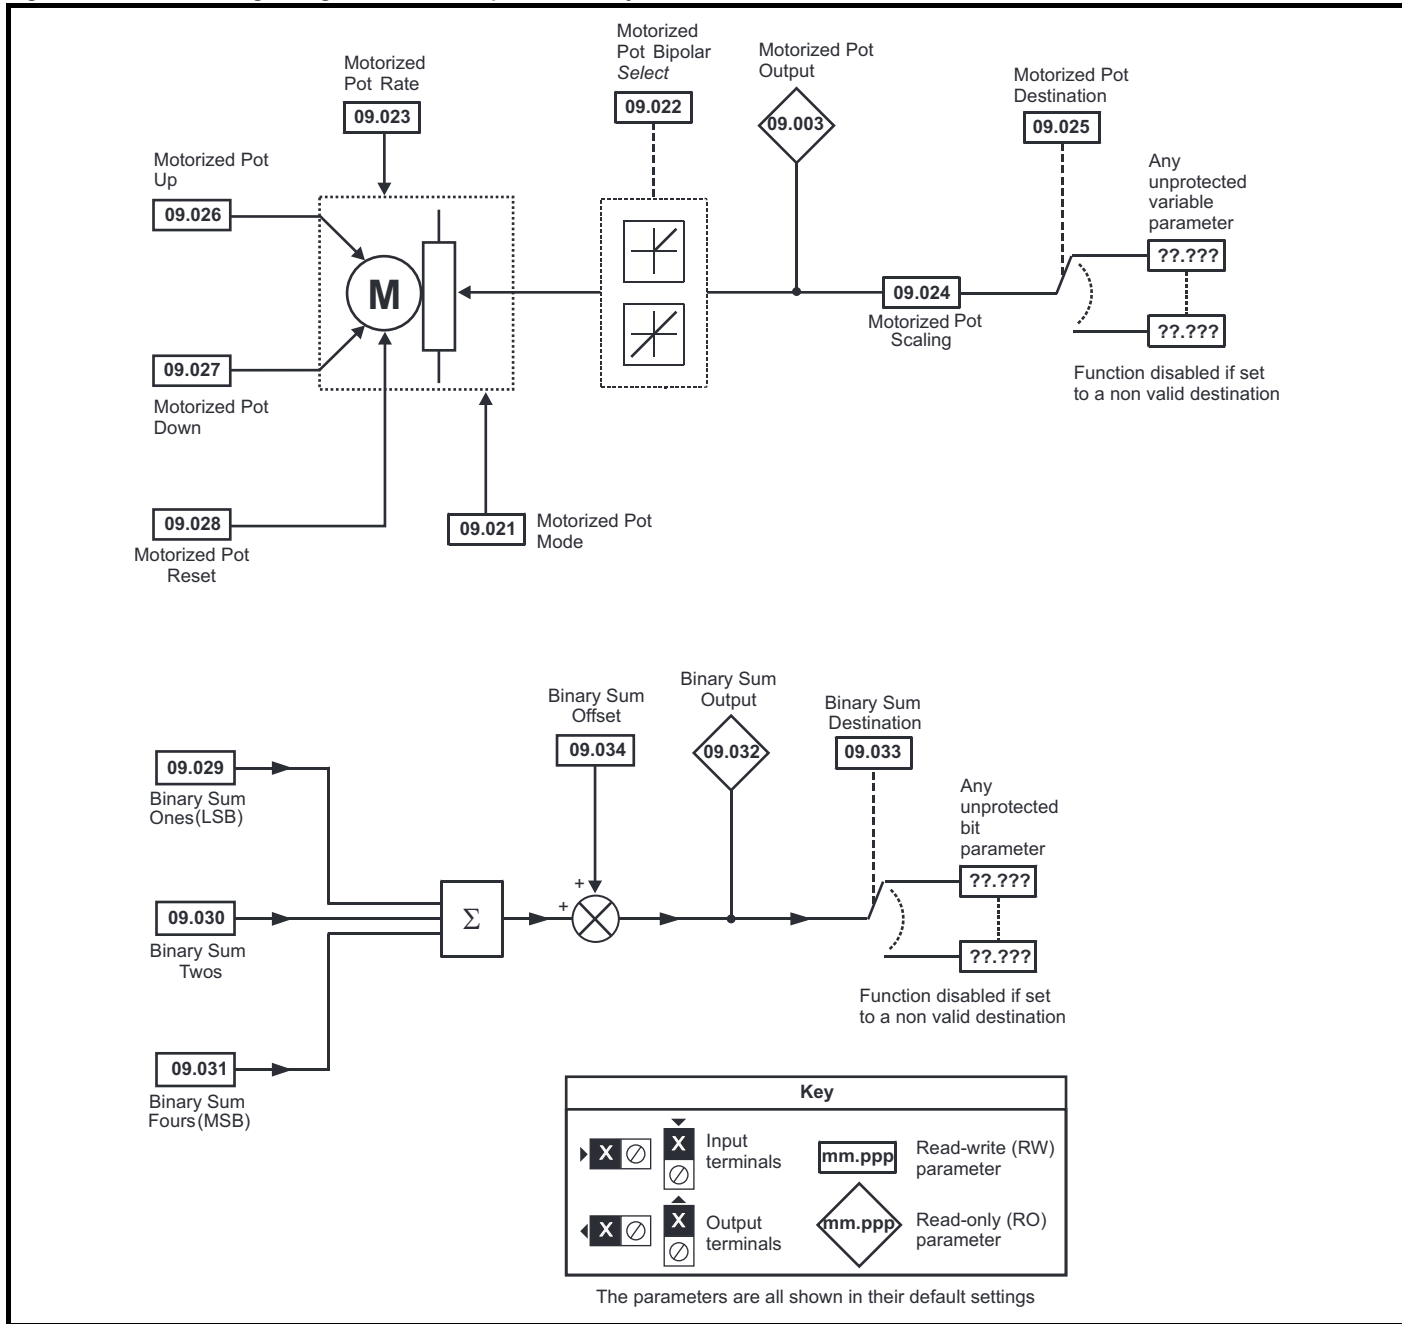 Motorized
Pot Rate
09.023
Motorized
Pot Bipolar
Select
09.022
Motorized Pot
Output
09.003
Motorized Pot
Destination
09.025
Motorized Pot
Up
09.026
Any
unprotected
variable
parameter
??.???
M
09.024
Motorized Pot
Scaling
??.???
09.027
Motorized Pot
Down
Function disabled if set
to a non valid destination
09.028
Motorized Pot
Reset
09.021
Motorized Pot
Mode
Binary Sum
Offset
09.034
Binary Sum
Output
09.032
Binary Sum
Destination
09.033
09.029
Binary Sum
Ones(LSB)
Any
unprotected
bit
parameter
??.???
+
+
09.030
Binary Sum
Twos
Σ
??.???
Function disabled if set
to a non valid destination
09.031
Binary Sum
Fours(MSB)
Key
X
X
Input
terminals
mm.ppp
Read-write (RW)
parameter
X
X
Output
terminals
mm.ppp
Read-only (RO)
parameter
The parameters are all shown in their default settings